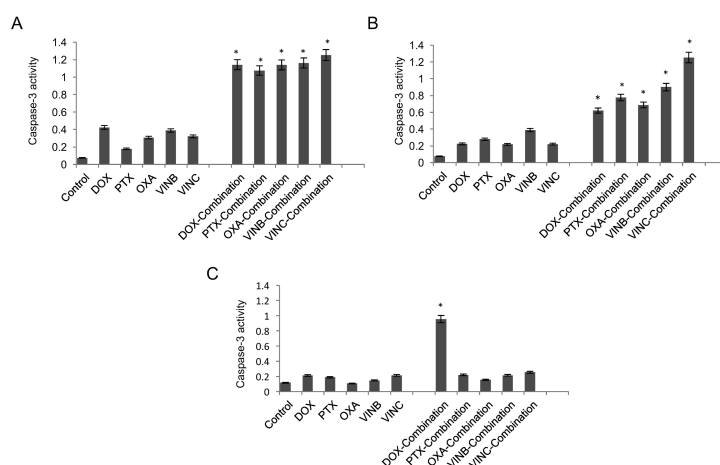 A
Caspase-3 activity
1.4
1.2
1
0.8
0.6
0.4
0.2
0
Control
DOX
PTX
OXA
VINB
VINC
DOX-Combination
PTX-Combination
OXA-Combination
VINB-Combination
VINC-Combination
* * * * *
B
Caspase-3 activity
1.4
1.2
1
0.8
0.6
0.4
0.2
0
Control
DOX
PTX
OXA
VINB
VINC
DOX-Combination
PTX-Combination
OXA-Combination
VINB-Combination
VINC-Combination
* * * * *
C
Caspase-3 activity
1.4
1.2
1
0.8
0.6
0.4
0.2
0
Control
DOX
PTX
OXA
VINB
VINC
DOX-Combination
PTX-Combination
OXA-Combination
VINB-Combination
VINC-Combination
*